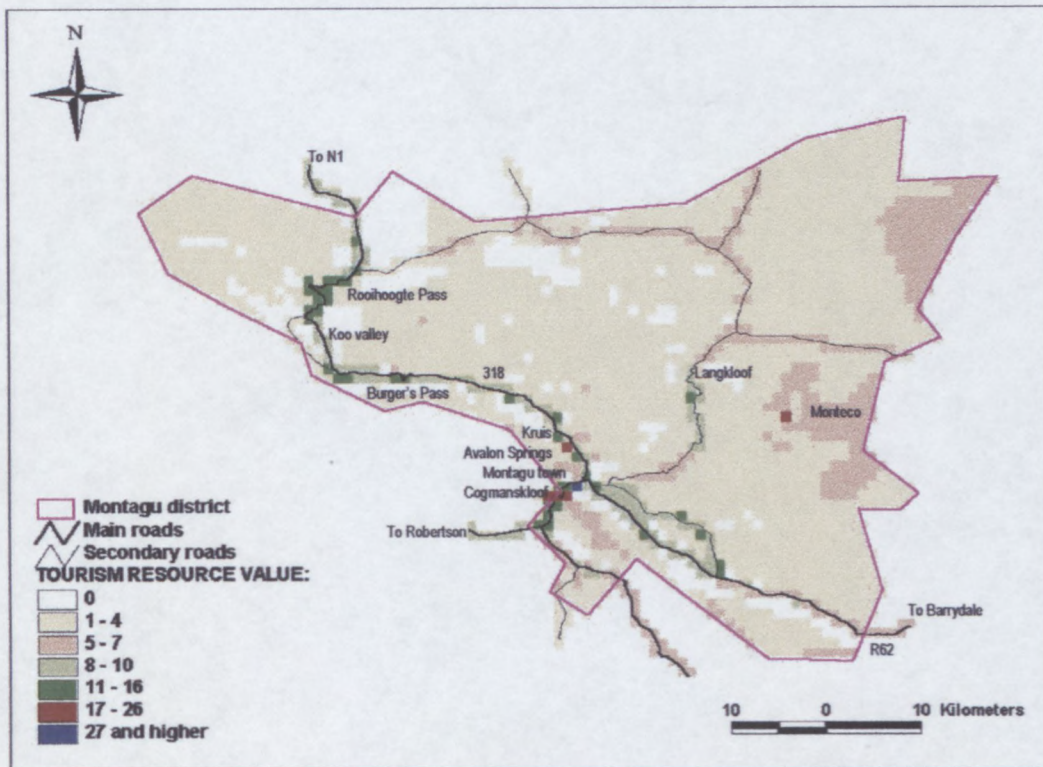 N
To N1
Rooihoogte Pass
Koo valley
318
Langkloof
Burger's Pass
Monteco
Kruis
Avalon Springs
Montagu town
Cogmanskloof
To Robertson
To Barrydale
R62
Montagu district
Main roads
Secondary roads
TOURISM RESOURCE VALUE:
0
1 - 4
5 - 7
8 - 10
11 - 16
17 - 26
27 and higher
10 0 10 Kilometers